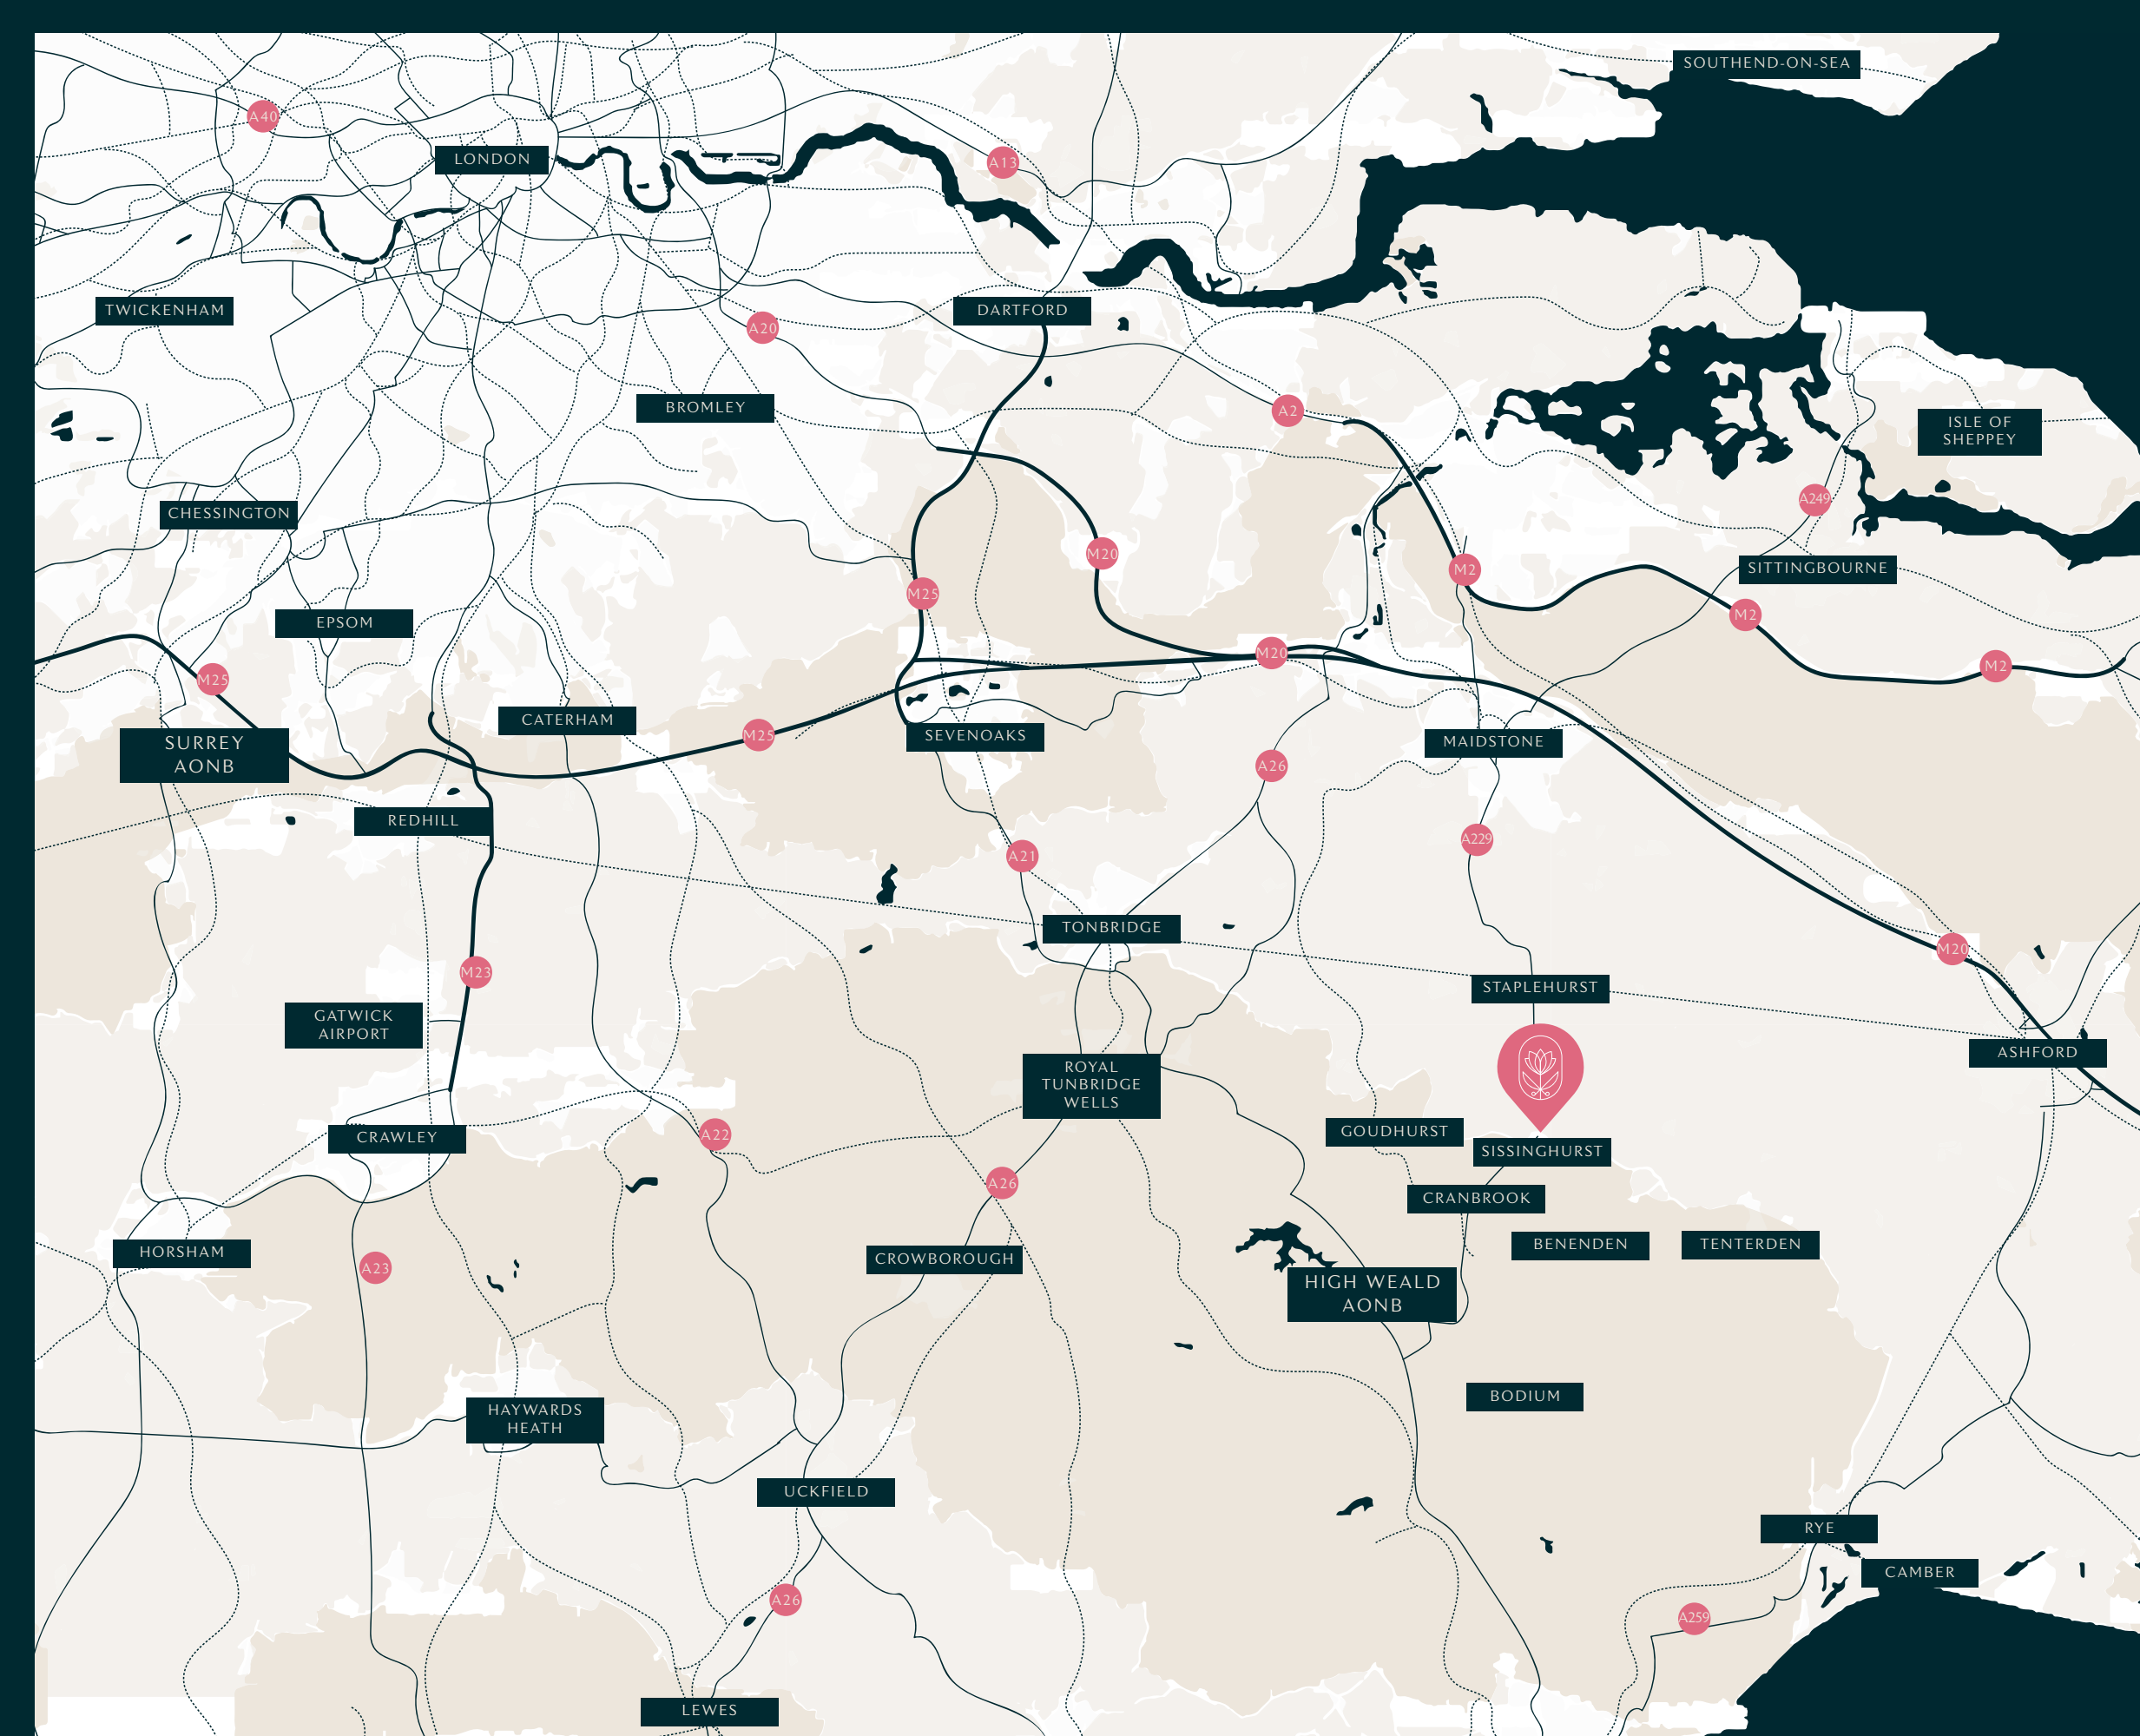 SOUTHEND-ON-SEA
A40
LONDON
A13
TWICKENHAM
A20
DARTFORD
BROMLEY
A2
ISLE OF
SHEPPEY
CHESSINGTON
A249
M20
M2
SITTINGBOURNE
M25
EPSOM
M2
M20
M2
M25
CATERHAM
M25
SEVENOAKS
MAIDSTONE
SURREY
AONB
A26
REDHILL
A229
A21
TONBRIDGE
M20
M23
STAPLEHURST
GATWICK
AIRPORT
ASHFORD
ROYAL
TUNBRIDGE
WELLS
CRAWLEY
A22
GOUDHURST
SISSINGHURST
A26
CRANBROOK
HORSHAM
A23
CROWBOROUGH
BENENDEN
TENTERDEN
HIGH WEALD
AONB
HAYWARDS
HEATH
BODIUM
UCKFIELD
RYE
CAMBER
A26
A259
LEWES